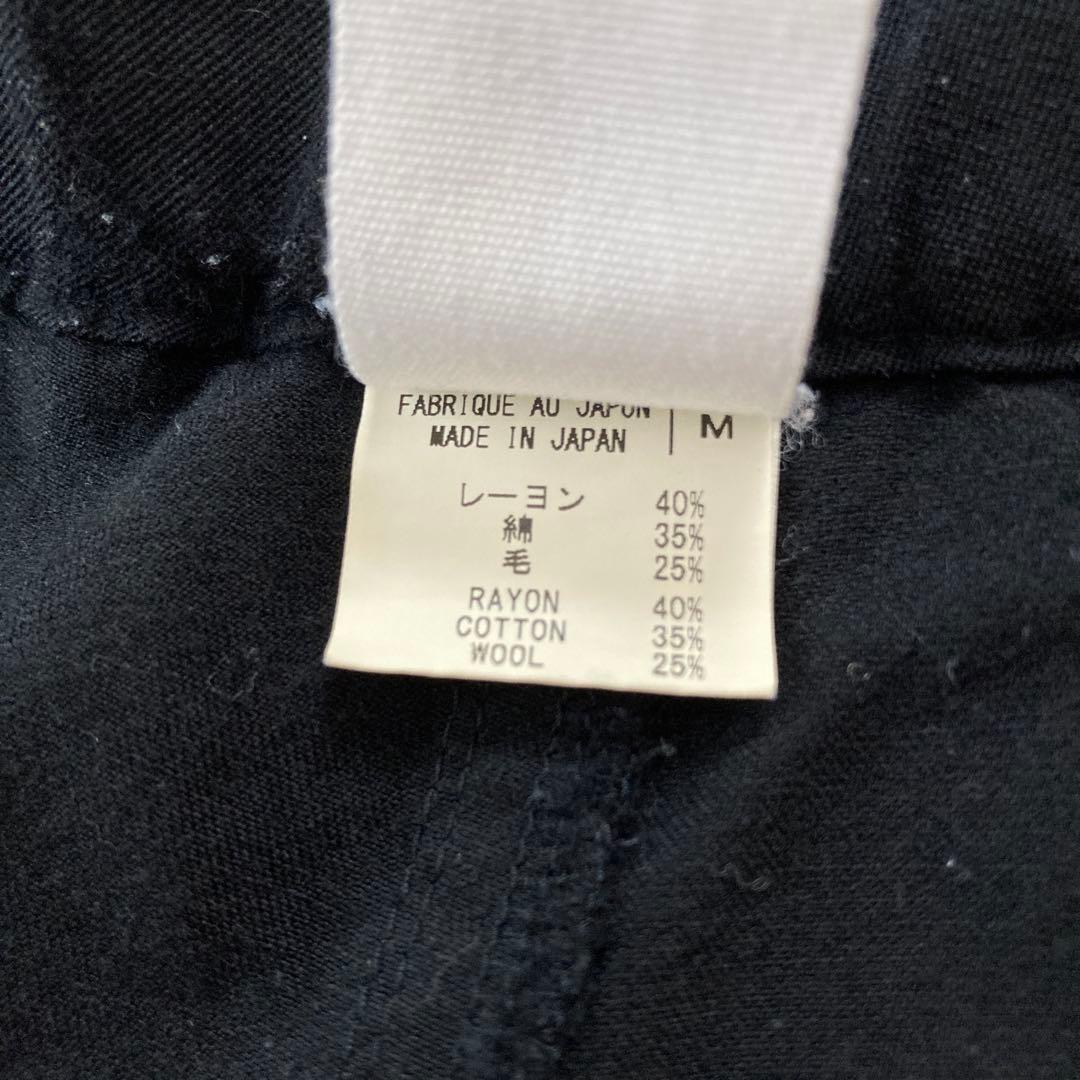 FABRIQUE AU JAPON M
MADE IN JAPAN
レーヨン 40%
綿 35%
毛 25%
RAYON 40%
COTTON 35%
WOOL 25%